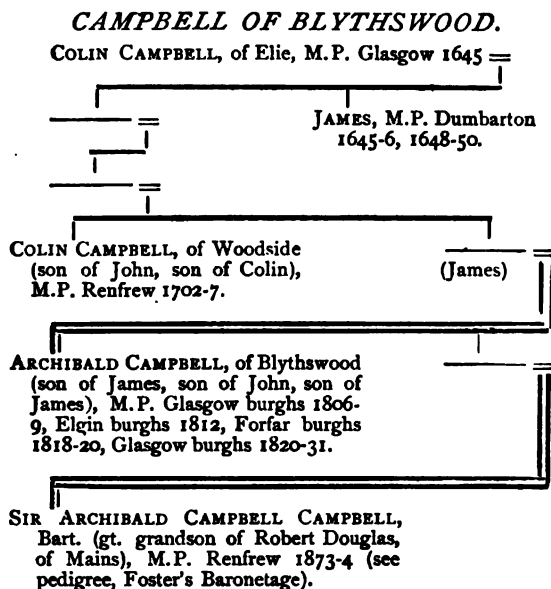 CAMPBELL OF BLYTHSWOOD.
COLIN CAMPBELL, of Elie, M.P. Glasgow 1645
JAMES, M.P. Dumbarton
1645-6, 1648-50.
COLIN CAMPBELL, of Woodside
(son of John, son of Colin),
M.P. Renfrew 1702-7.
(James)
ARCHIBALD CAMPBELL, of Blythswood
(son of James, son of John, son of
James), M.P. Glasgow burghs 1806-
9, Elgin burghs 1812, Forfar burghs
1818-20, Glasgow burghs 1820-31.
SIR ARCHIBALD CAMPBELL CAMPBELL,
Bart. (gt. grandson of Robert Douglas,
of Mains), M.P. Renfrew 1873-4 (see
pedigree, Foster's Baronetage).